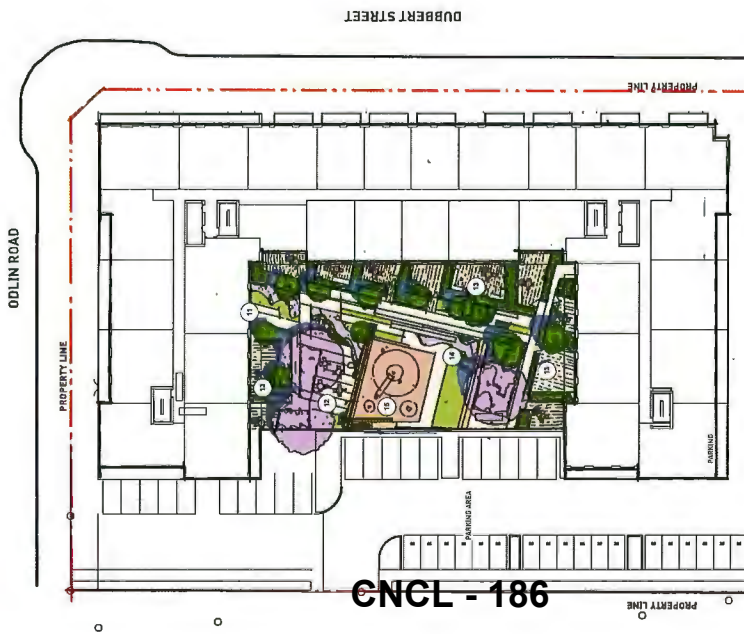 DUBBERT STREET
PROPERTY LINE
ODLIN ROAD
PROPERTY LINE
11
13
13
12
15
14
13
PARKING
PARKING AREA
CNCL - 186
PROPERTY LINE